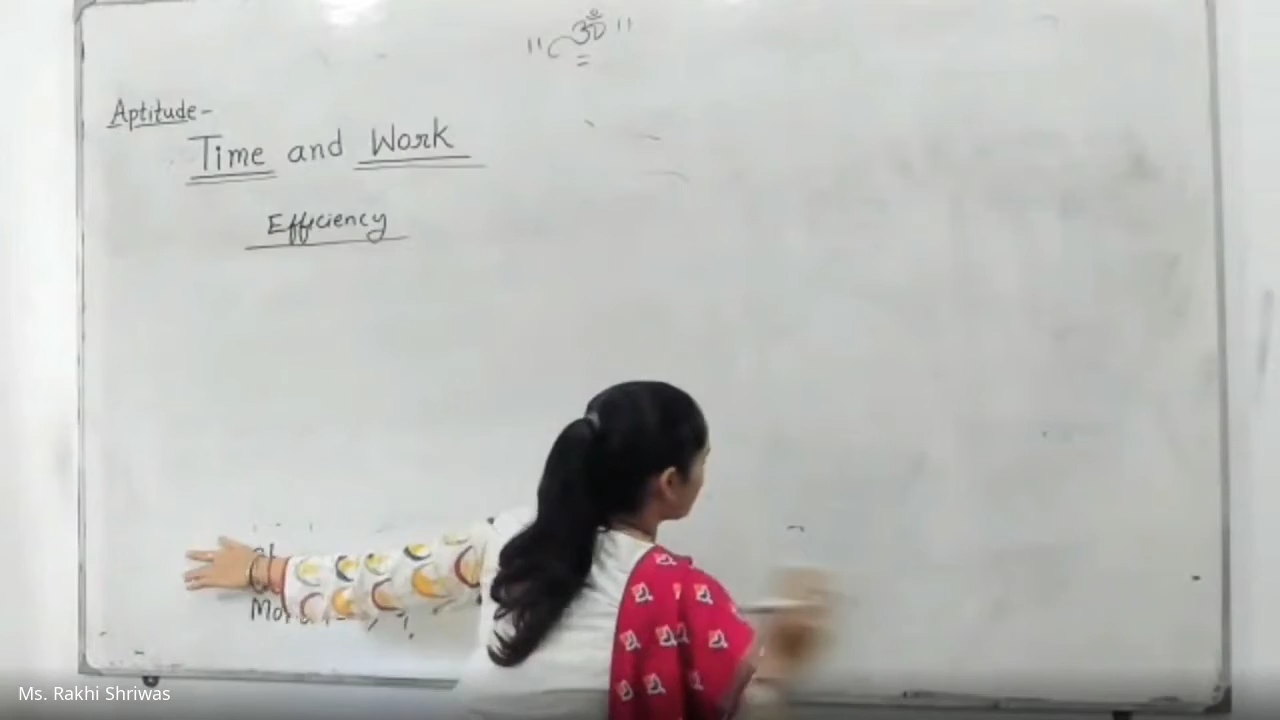 " ॐ "
Aptitude-
Time and Work
Efficiency
Ms. Rakhi Shriwas